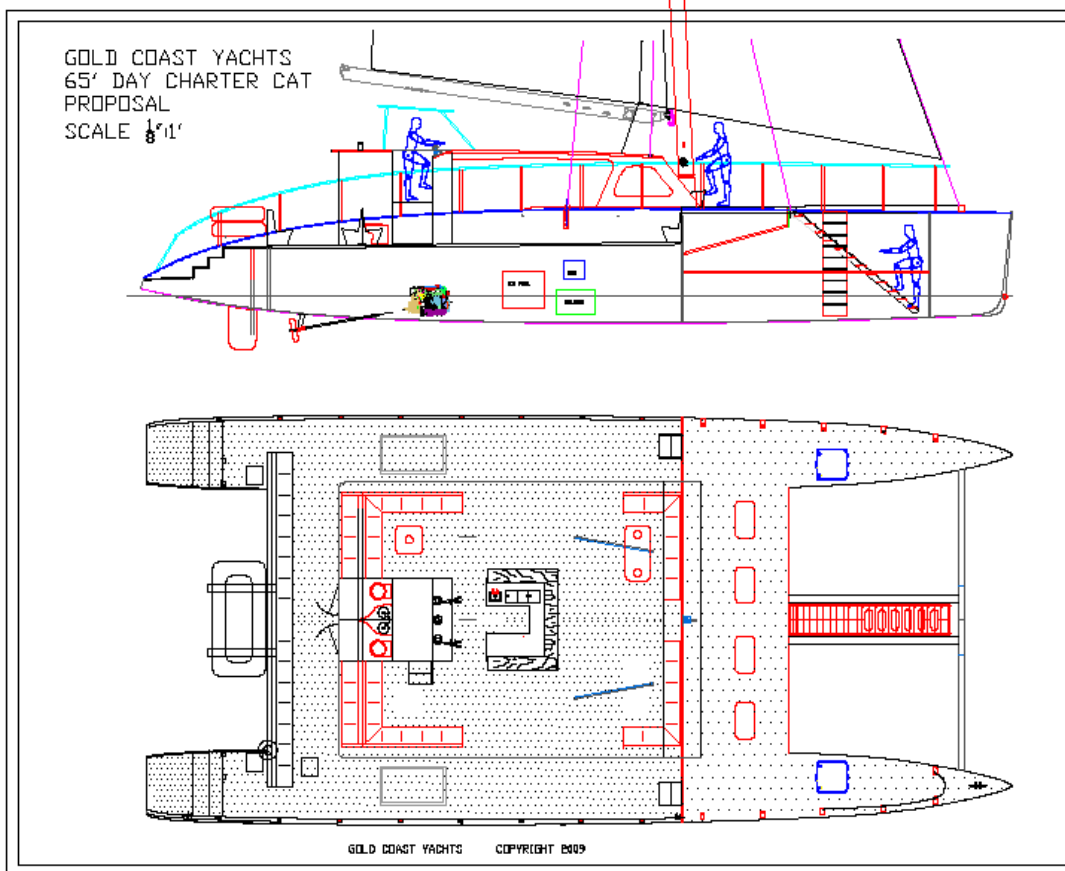 GOLD COAST YACHTS
65' DAY CHARTER CAT
PROPOSAL
SCALE 1/8":1'
GOLD COAST YACHTS COPYRIGHT 2009